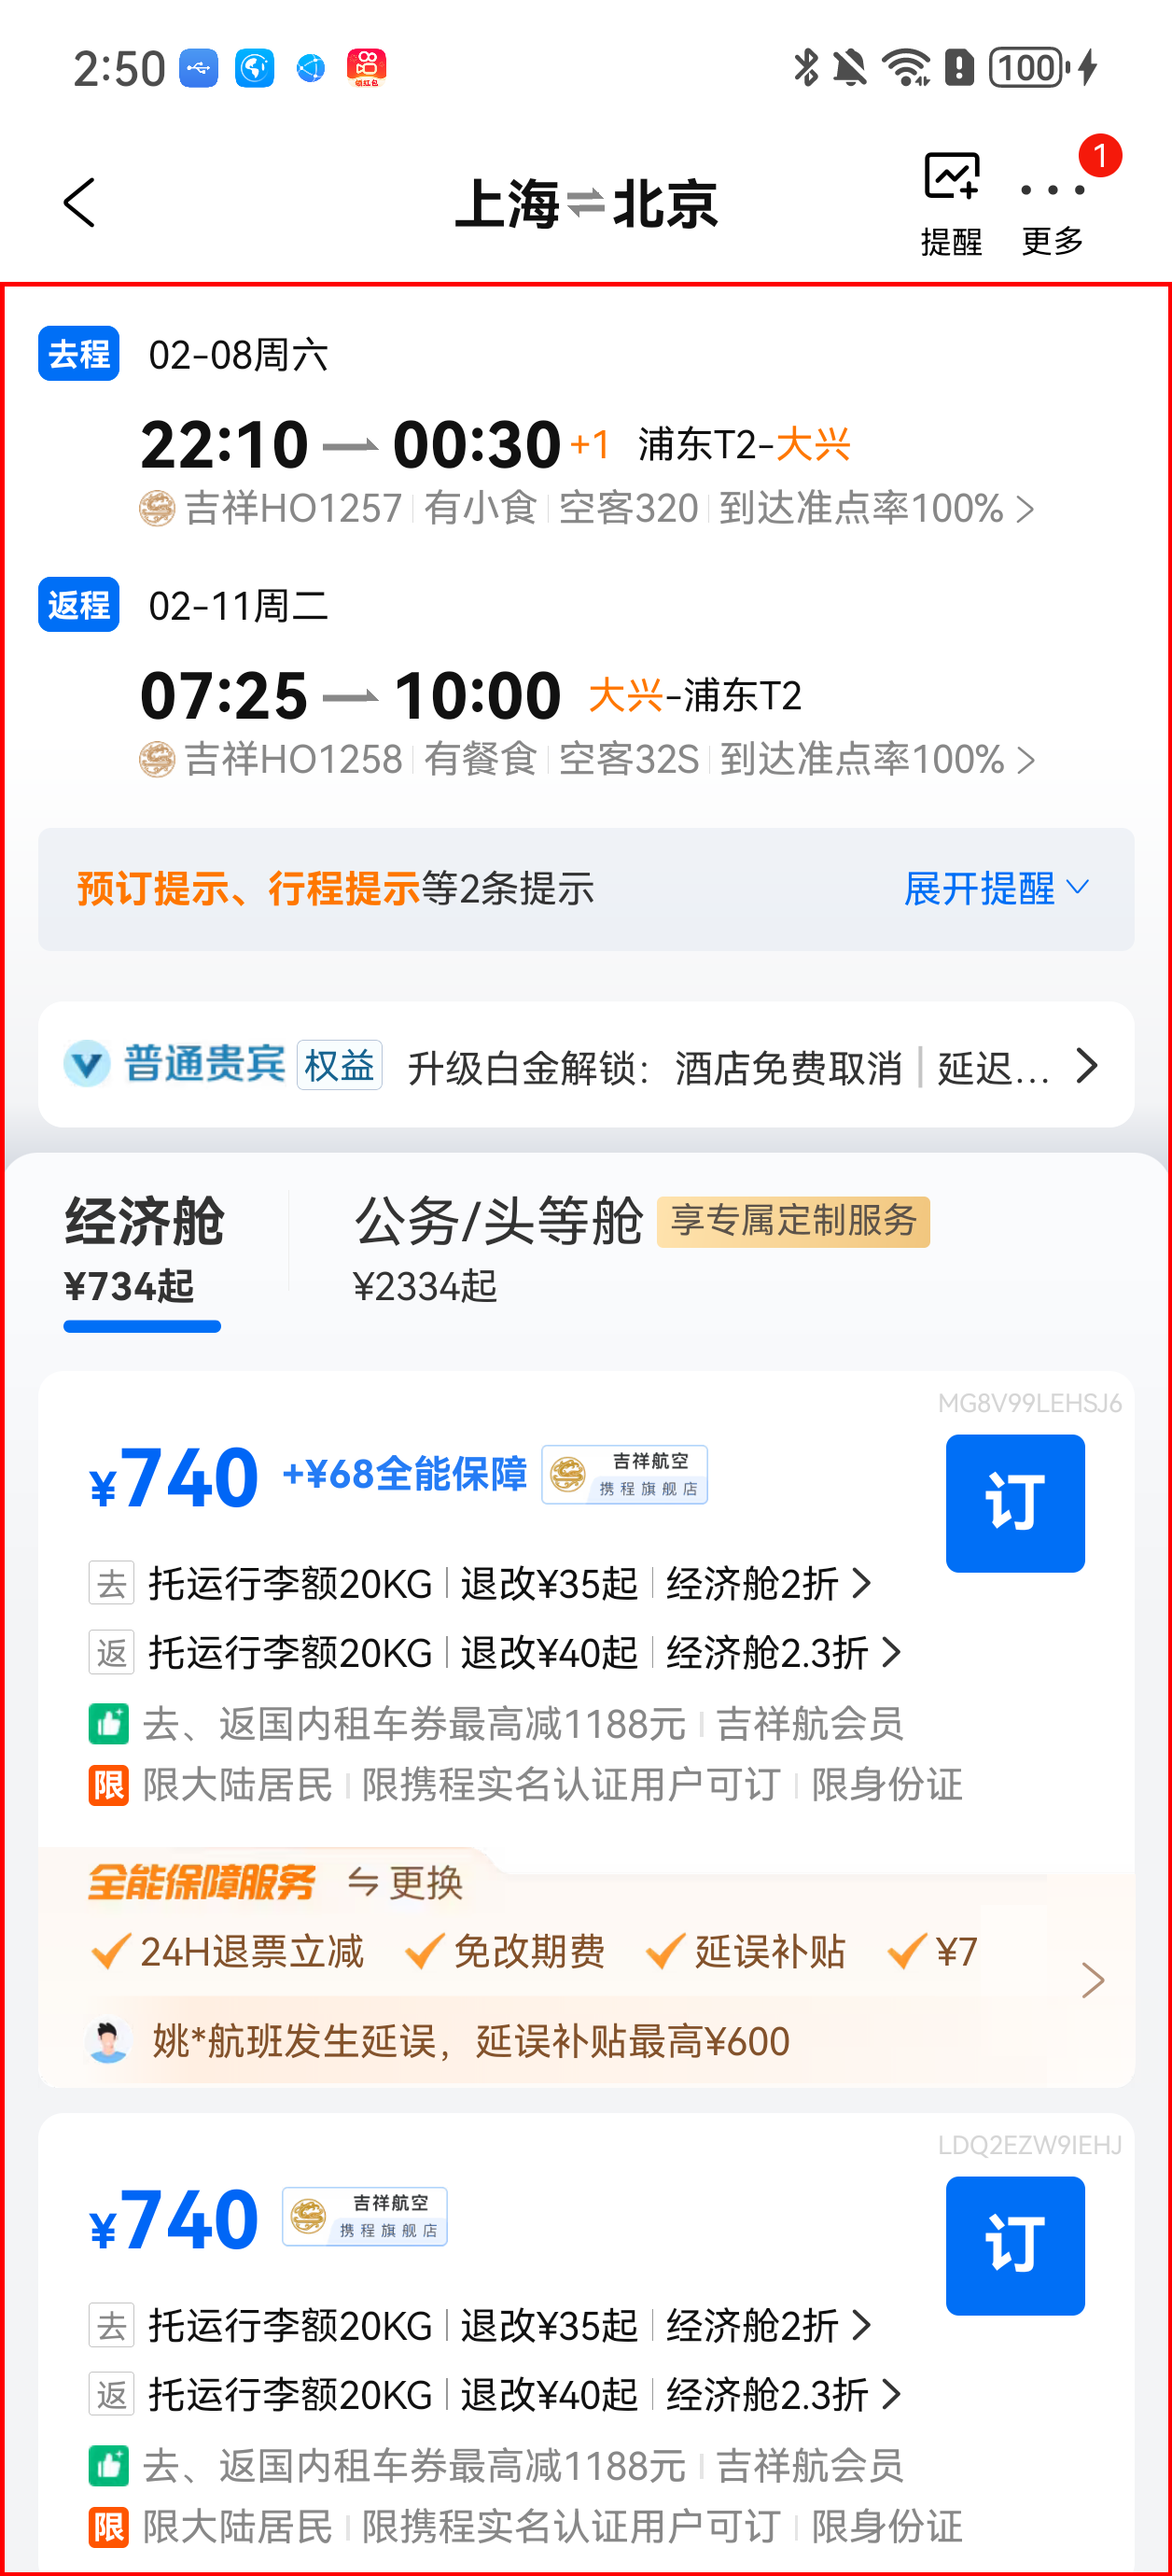 2:50
领红包
100
上海⇌北京
1
提醒 更多
去程 02-08周六
22:10 00:30 +1 浦东T2-大兴
吉祥HO1257 有小食 空客320 到达准点率100% >
返程 02-11周二
07:25 10:00 大兴-浦东T2
吉祥HO1258 有餐食 空客32S 到达准点率100% >
预订提示、行程提示等2条提示 展开提醒
普通贵宾 权益 升级白金解锁：酒店免费取消 | 延迟... >
经济舱 公务/头等舱 享专属定制服务
¥734起 ¥2334起
MG8V99LEHSJ6
¥740 +¥68全能保障 吉祥航空 携程旗舰店 订
去 托运行李额20KG | 退改¥35起 | 经济舱2折 >
返 托运行李额20KG | 退改¥40起 | 经济舱2.3折 >
去、返国内租车券最高减1188元 | 吉祥航会员
限 限大陆居民 | 限携程实名认证用户可订 | 限身份证
全能保障服务 ⇋更换
24H退票立减 免改期费 延误补贴 ¥7 >
姚*航班发生延误，延误补贴最高¥600
LDQ2EZW9IEHJ
¥740 吉祥航空 携程旗舰店 订
去 托运行李额20KG | 退改¥35起 | 经济舱2折 >
返 托运行李额20KG | 退改¥40起 | 经济舱2.3折 >
去、返国内租车券最高减1188元 | 吉祥航会员
限 限大陆居民 | 限携程实名认证用户可订 | 限身份证